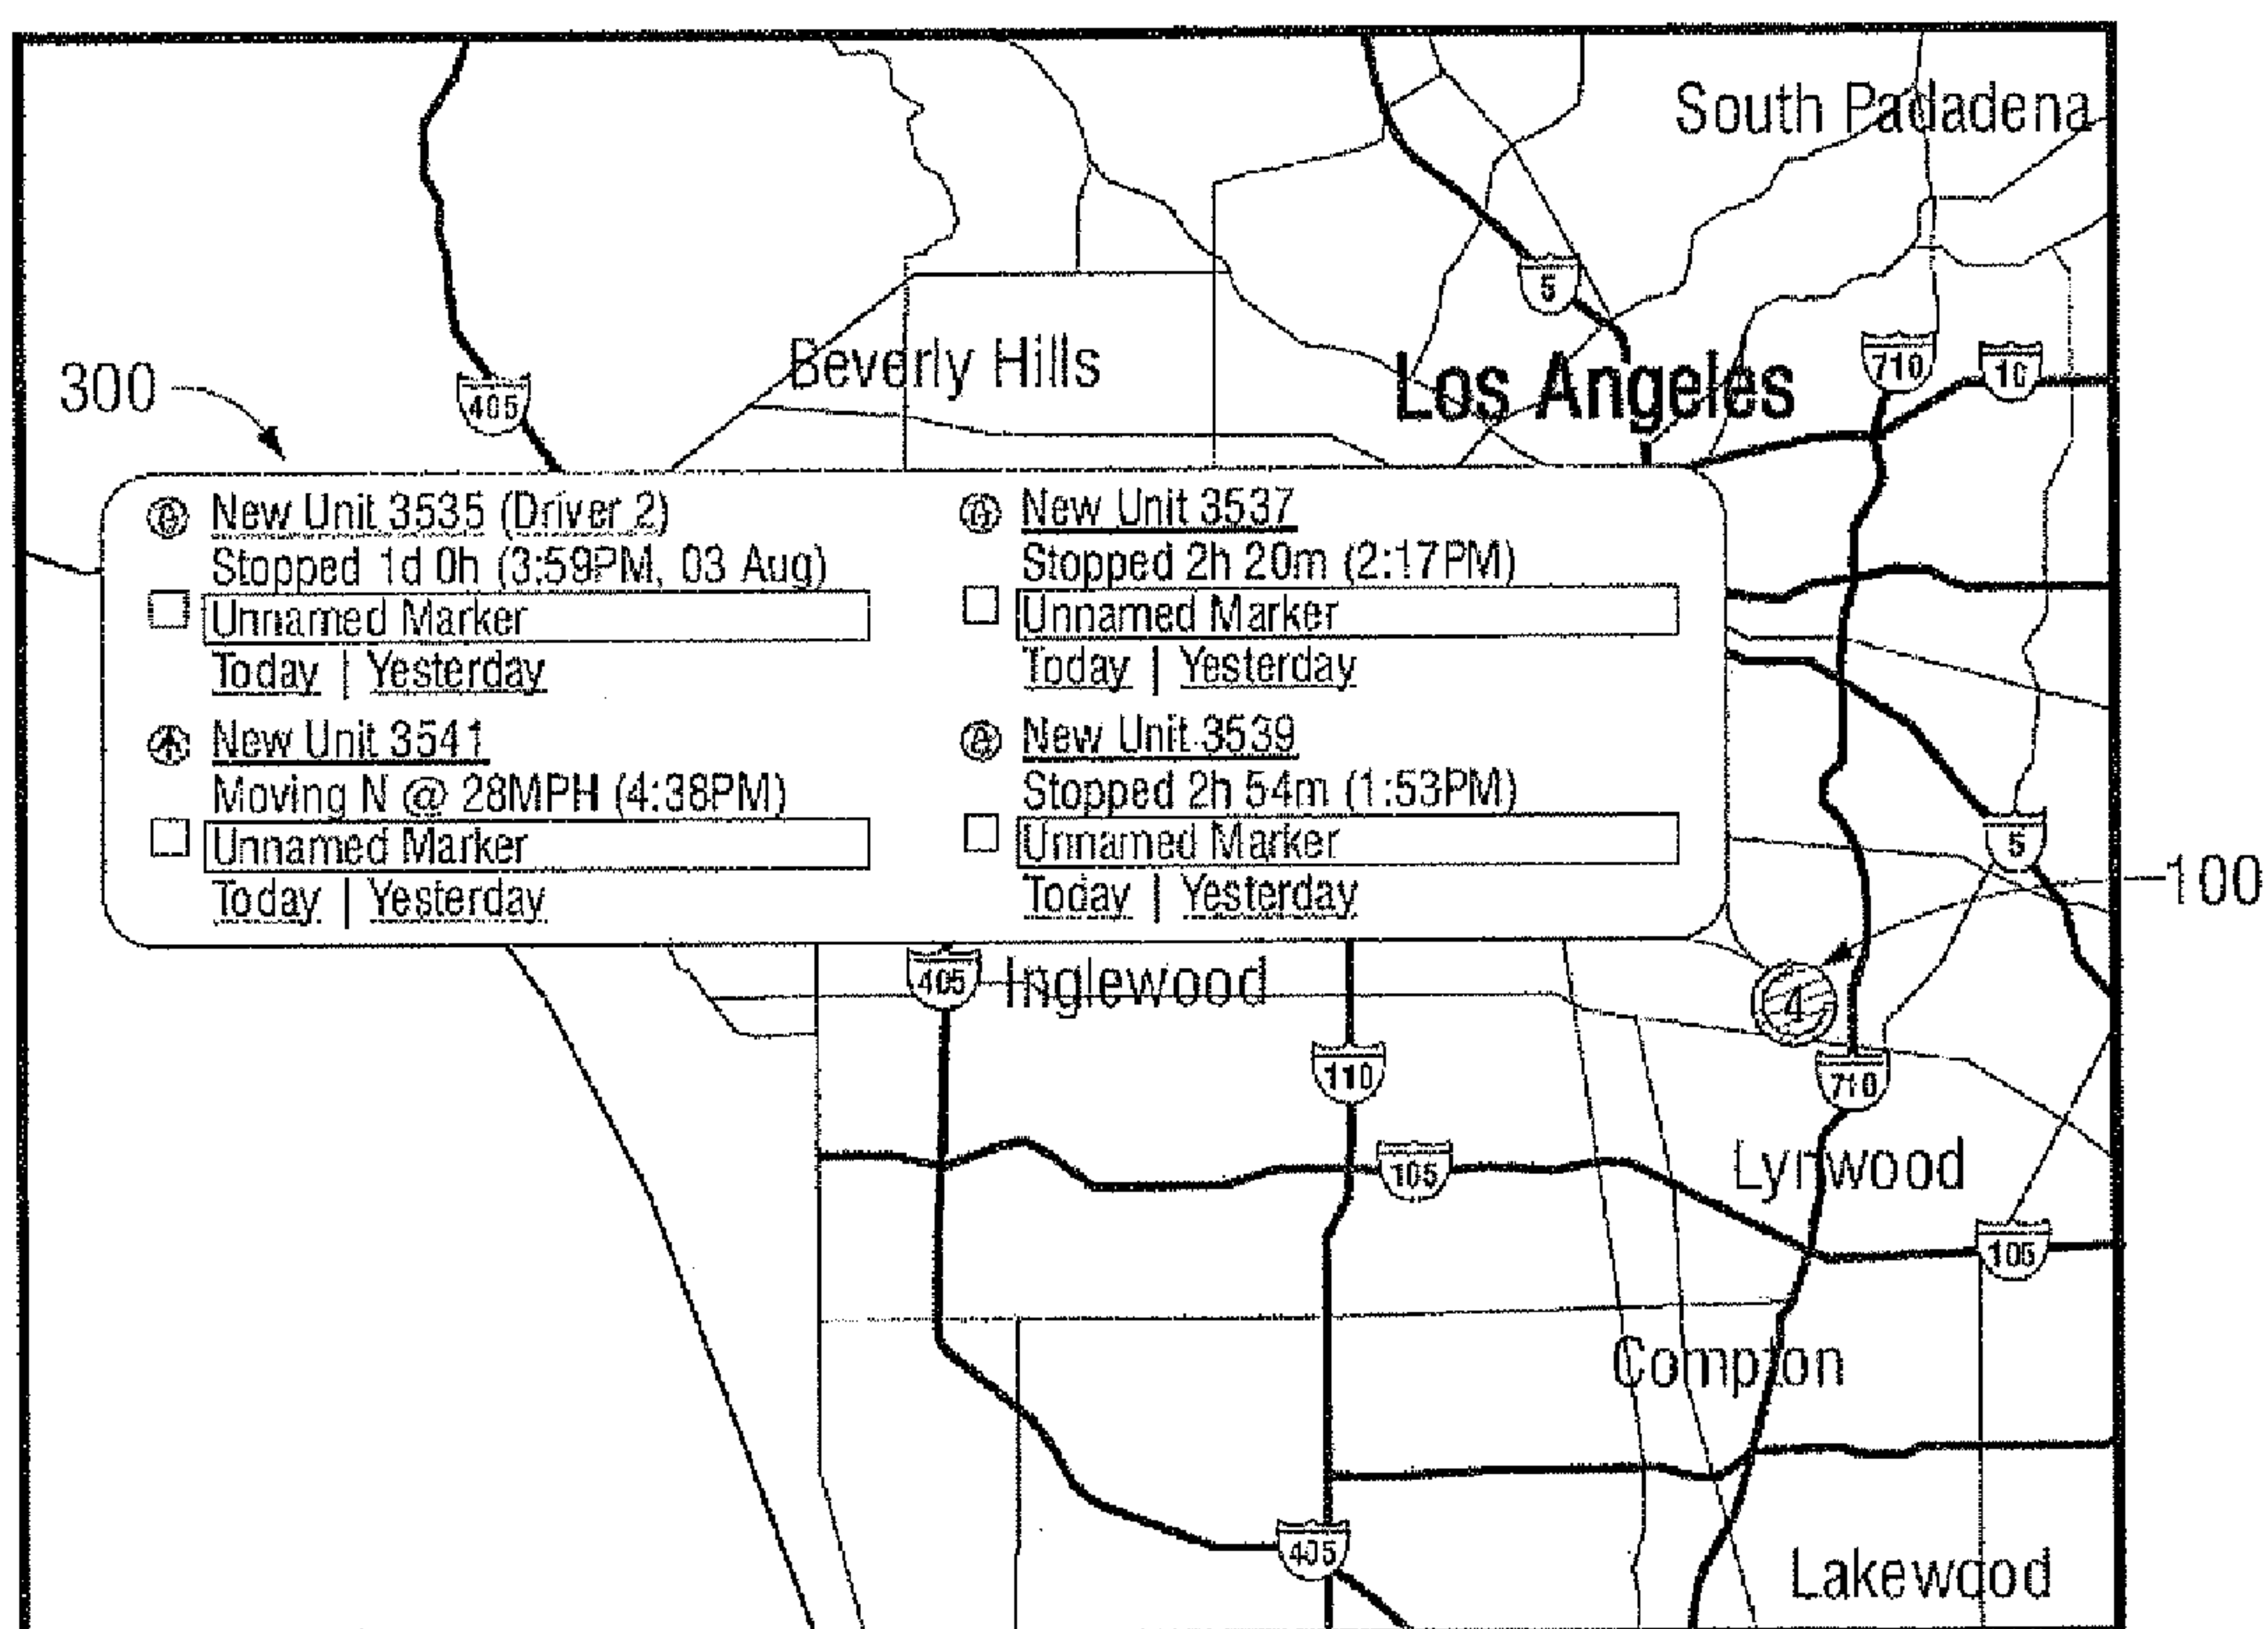 South Padadena
5
Beverly Hills
Los Angeles
710
10
300
405
New Unit 3535 (Driver 2)
Stopped 1d 0h (3:59PM, 03 Aug)
Unnamed Marker
Today | Yesterday
New Unit 3537
Stopped 2h 20m (2:17PM)
Unnamed Marker
Today | Yesterday
New Unit 3541
Moving N @ 28MPH (4:38PM)
Unnamed Marker
Today | Yesterday
New Unit 3539
Stopped 2h 54m (1:53PM)
Unnamed Marker
Today | Yesterday
5
100
405
Inglewood
4
110
710
105
Lynwood
105
Compton
405
Lakewood